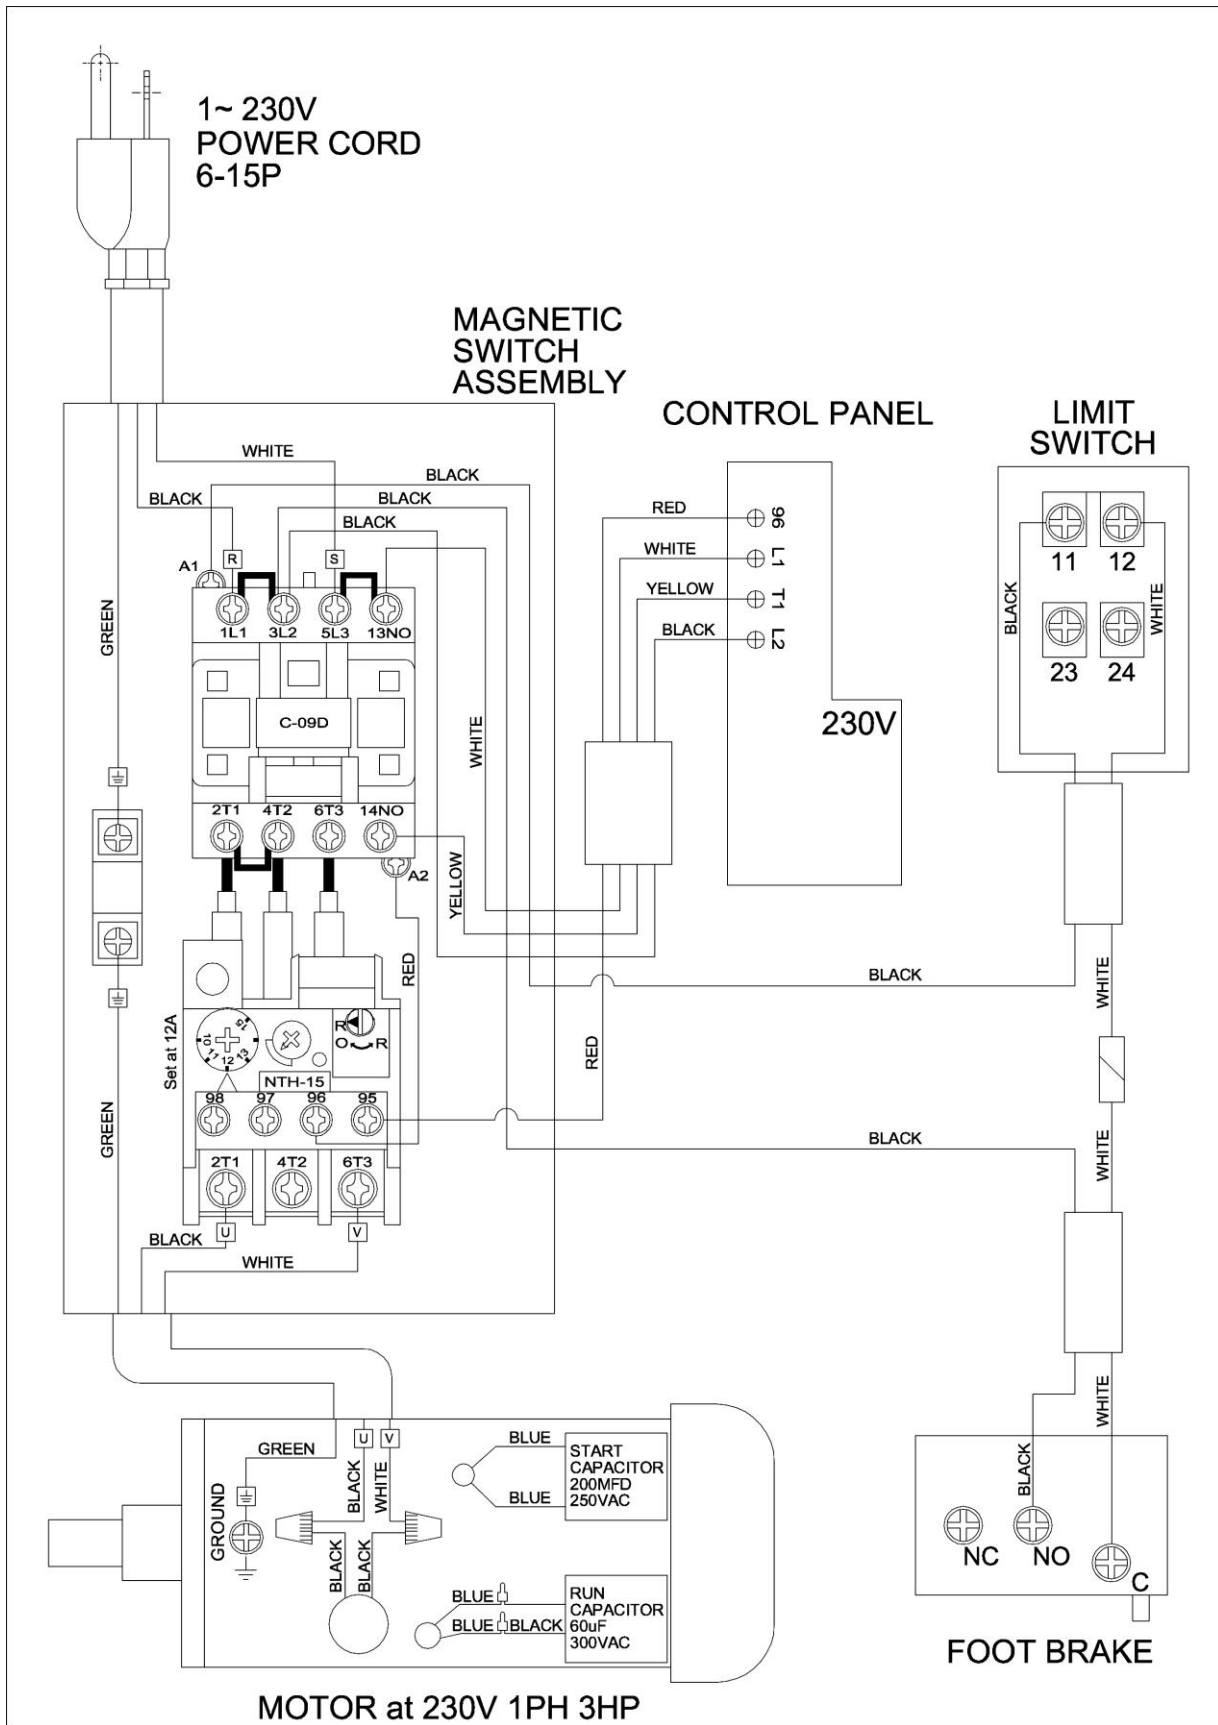 1~ 230V
POWER CORD
6-15P
MAGNETIC
SWITCH
ASSEMBLY
CONTROL PANEL
LIMIT
SWITCH
WHITE
BLACK
BLACK
BLACK
BLACK
A1
R
S
1L1 3L2 5L3 13NO
GREEN
C-09D
WHITE
2T1 4T2 6T3 14NO
A2
YELLOW
RED
RED
WHITE
YELLOW
BLACK
96
L1
T1
L2
230V
11 12
23 24
BLACK
WHITE
BLACK
WHITE
RED
Set at 12A
10 11 12 13 15
R
O R
NTH-15
98 97 96 95
2T1 4T2 6T3
GREEN
BLACK
WHITE
U
V
BLACK
WHITE
WHITE
BLACK
NC NO
C
FOOT BRAKE
U V
GREEN
BLACK
WHITE
GROUND
BLACK
BLACK
BLUE
BLUE
START
CAPACITOR
200MFD
250VAC
BLUE
BLUE BLACK
RUN
CAPACITOR
60uF
300VAC
MOTOR at 230V 1PH 3HP